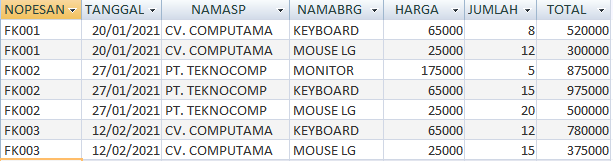 NOPESAN TANGGAL NAMASP NAMABRG HARGA JUMLAH TOTAL
FK001 20/01/2021 CV. COMPUTAMA KEYBOARD 65000 8 520000
FK001 20/01/2021 CV. COMPUTAMA MOUSE LG 25000 12 300000
FK002 27/01/2021 PT. TEKNOCOMP MONITOR 175000 5 875000
FK002 27/01/2021 PT. TEKNOCOMP KEYBOARD 65000 15 975000
FK002 27/01/2021 PT. TEKNOCOMP MOUSE LG 25000 20 500000
FK003 12/02/2021 CV. COMPUTAMA KEYBOARD 65000 12 780000
FK003 12/02/2021 CV. COMPUTAMA MOUSE LG 25000 15 375000